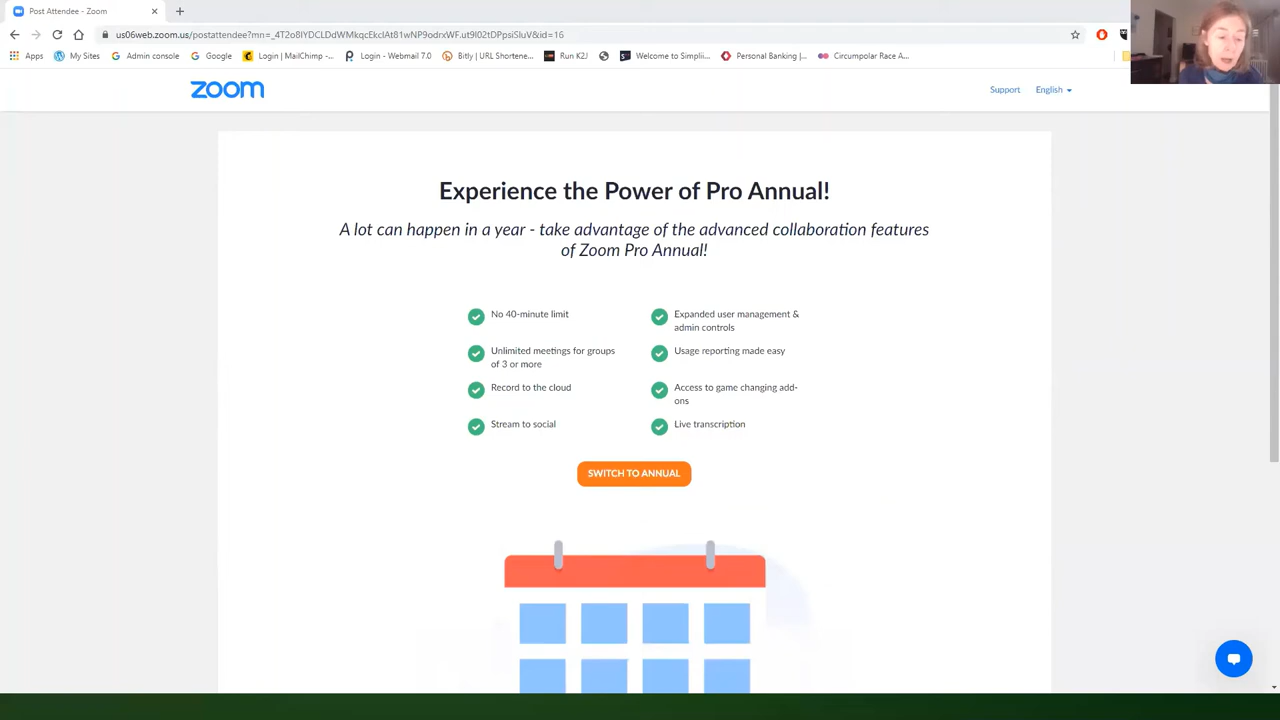 Post Attendee - Zoom
us06web.zoom.us/postattendee?mn=_4T2o8lYDCLDdWMkqcEkclAt81wNP9odrxWF.ut9l02tDPpsiSluV&id=16
Apps My Sites Admin console Google Login | MailChimp... Login - Webmail 7.0 Bitly | URL Shortene... Run K2J Welcome to Simplii... Personal Banking |... Circumpolar Race A...
zoom
Support English
Experience the Power of Pro Annual!
A lot can happen in a year - take advantage of the advanced collaboration features
of Zoom Pro Annual!
No 40-minute limit
Unlimited meetings for groups
of 3 or more
Record to the cloud
Stream to social
Expanded user management &
admin controls
Usage reporting made easy
Access to game changing add-
ons
Live transcription
SWITCH TO ANNUAL